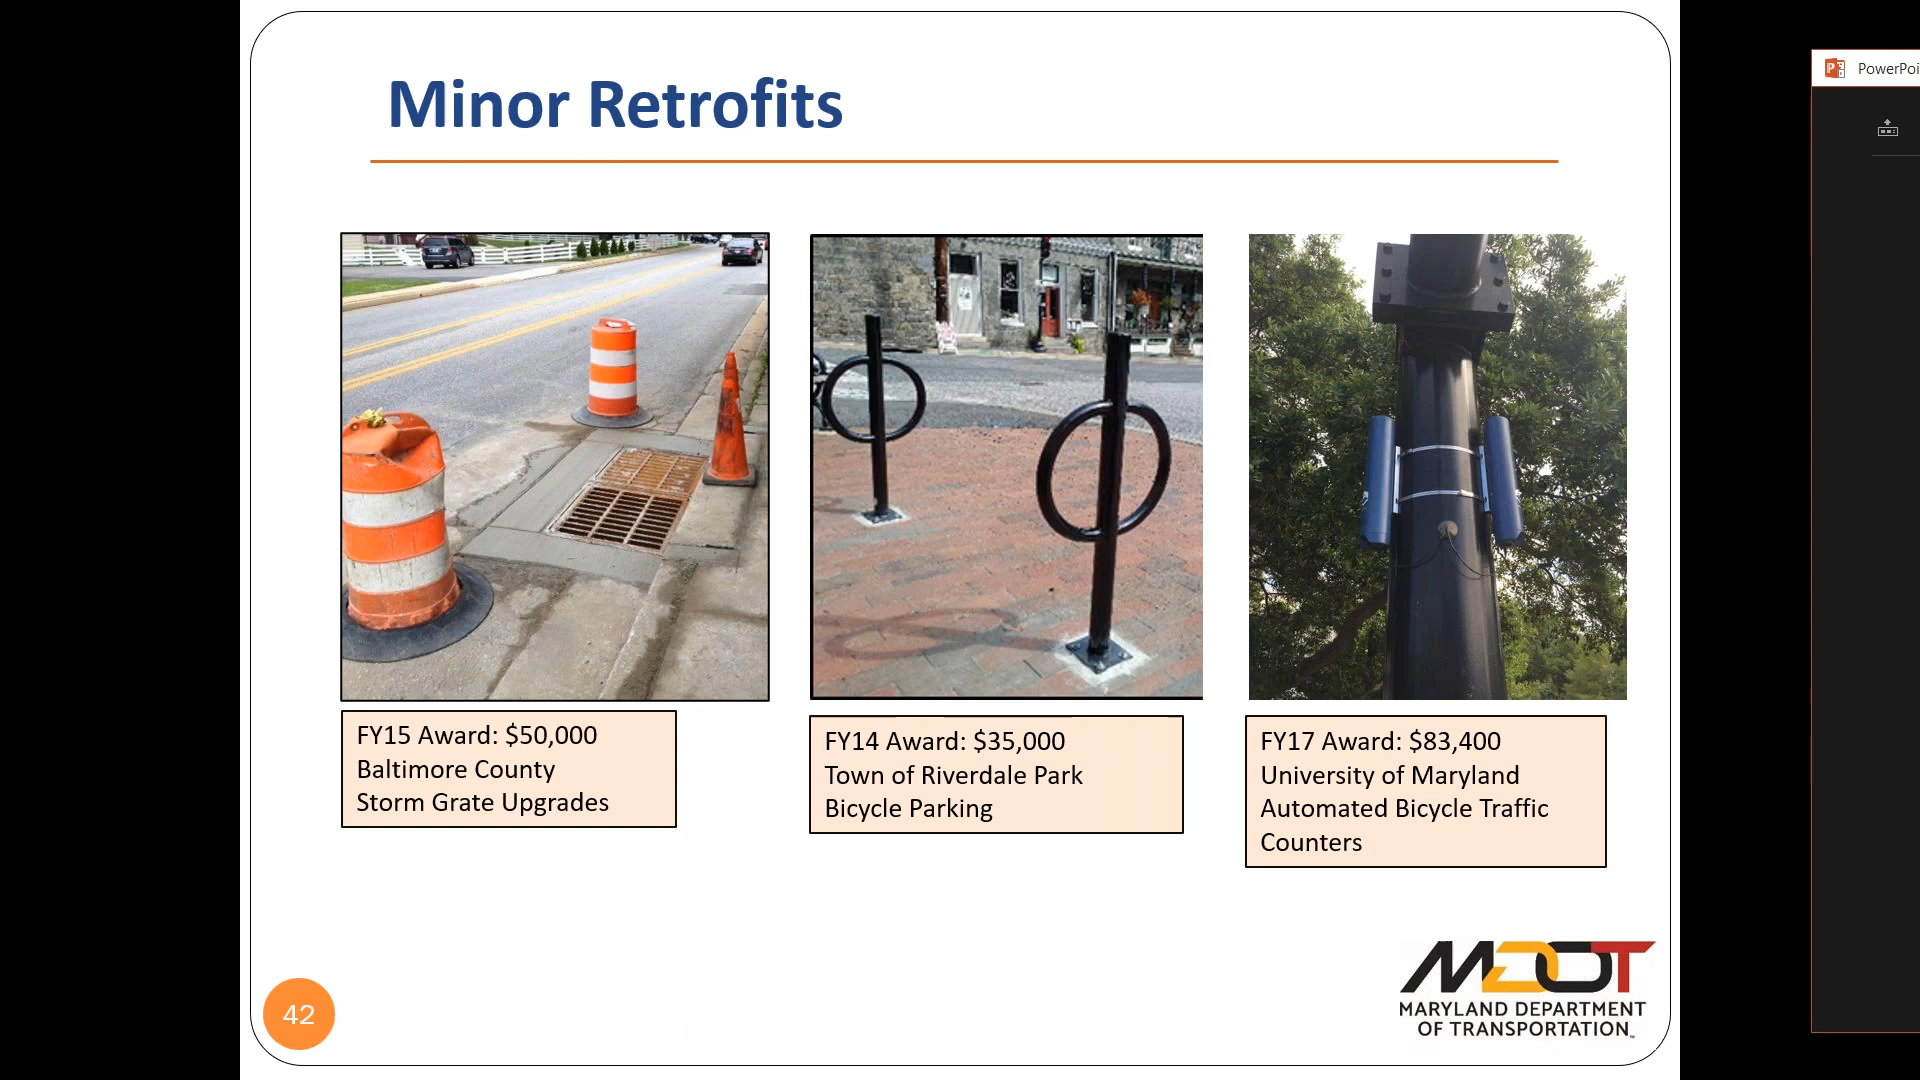 Minor Retrofits
FY15 Award: $50,000
Baltimore County
Storm Grate Upgrades
FY14 Award: $35,000
Town of Riverdale Park
Bicycle Parking
FY17 Award: $83,400
University of Maryland
Automated Bicycle Traffic
Counters
42
MDOT
MARYLAND DEPARTMENT
OF TRANSPORTATION™
PowerPoi